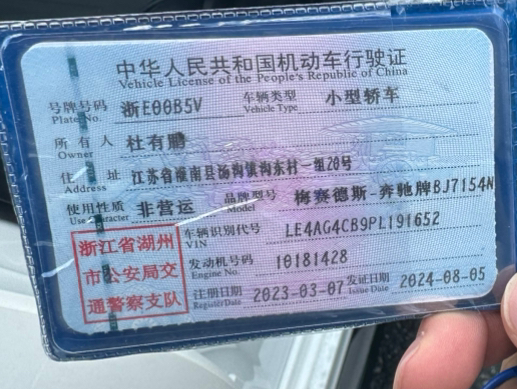 中华人民共和国机动车行驶证
Vehicle License of the People's Republic of China
号牌号码 浙E00B5V 车辆类型 小型轿车
Plate No. Vehicle Type
所有人 杜有鹏
Owner
住址 江苏省灌南县汤沟镇沟东村一组20号
Address
使用性质 非营运 品牌型号 梅赛德斯-奔驰牌BJ7154N
Use Character Model
浙江省湖州
市公安局交
通警察支队
车辆识别代号 LE4AG4CB9PL191652
VIN
发动机号码 10181428
Engine No.
注册日期 2023-03-07 发证日期 2024-08-05
Register Date Issue Date